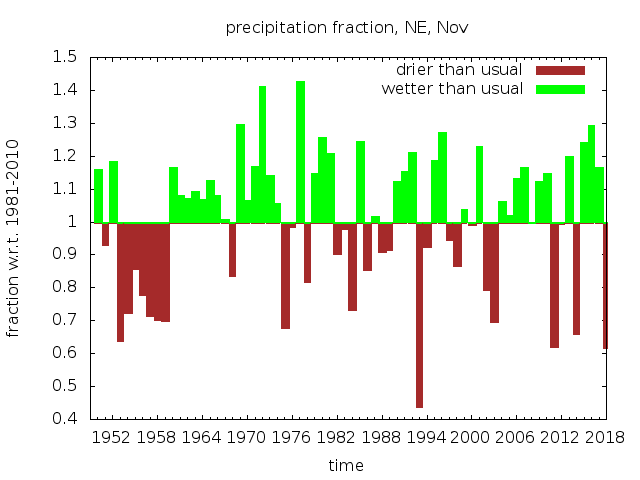 precipitation fraction, NE, Nov
drier than usual
wetter than usual
fraction w.r.t. 1981-2010
1.5
1.4
1.3
1.2
1.1
1
0.9
0.8
0.7
0.6
0.5
0.4
1952 1958 1964 1970 1976 1982 1988 1994 2000 2006 2012 2018
time